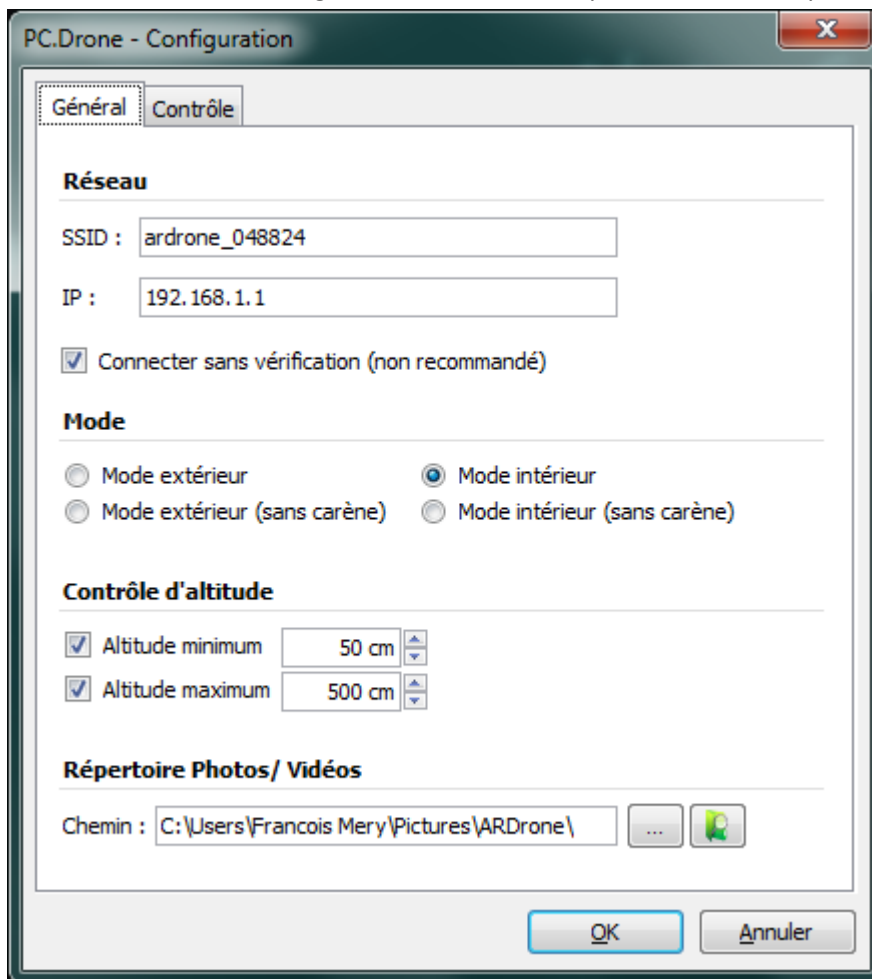 PC.Drone - Configuration
Général Contrôle
Réseau
SSID : ardrone_048824
IP : 192.168.1.1
Connecter sans vérification (non recommandé)
Mode
Mode extérieur Mode intérieur
Mode extérieur (sans carène) Mode intérieur (sans carène)
Contrôle d'altitude
Altitude minimum 50 cm
Altitude maximum 500 cm
Répertoire Photos/ Vidéos
Chemin : C:\Users\Francois Mery\Pictures\ARDrone\ ...
OK Annuler